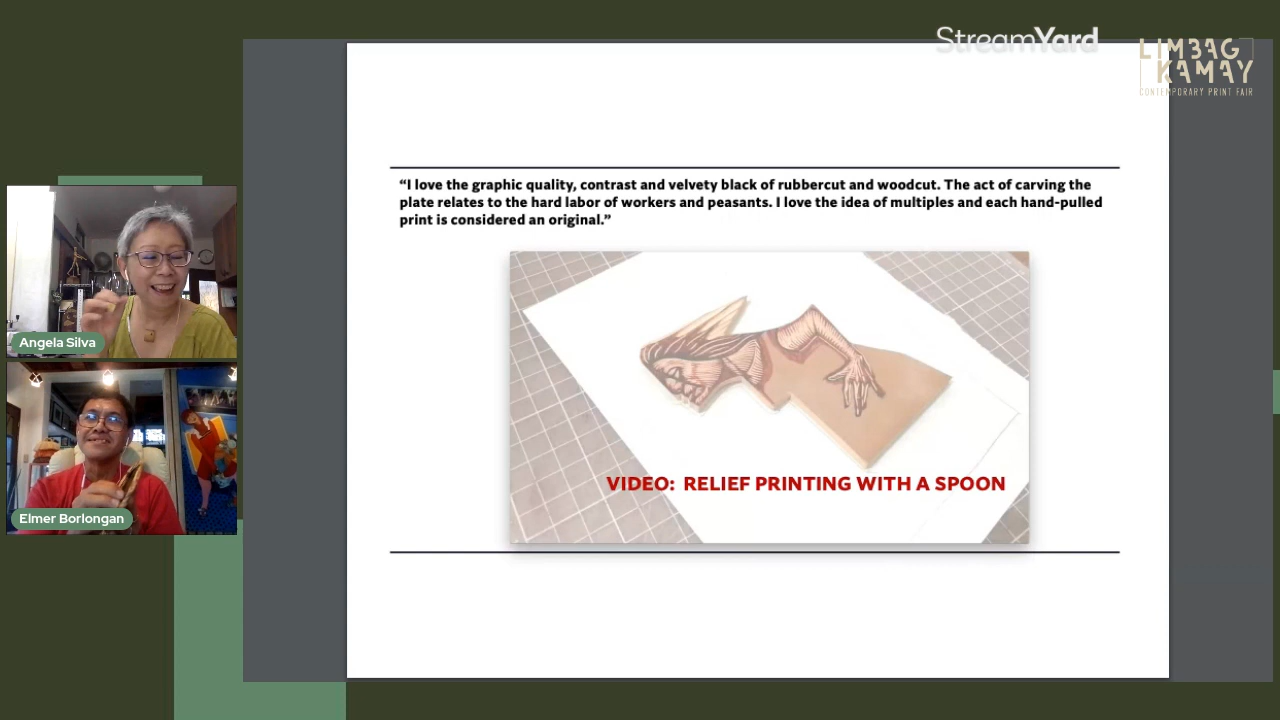 StreamYard
LIMBAG
KAMAY
CONTEMPORARY PRINT FAIR
“I love the graphic quality, contrast and velvety black of rubbercut and woodcut. The act of carving the
plate relates to the hard labor of workers and peasants. I love the idea of multiples and each hand-pulled
print is considered an original.”
VIDEO: RELIEF PRINTING WITH A SPOON
Angela Silva
Elmer Borlongan